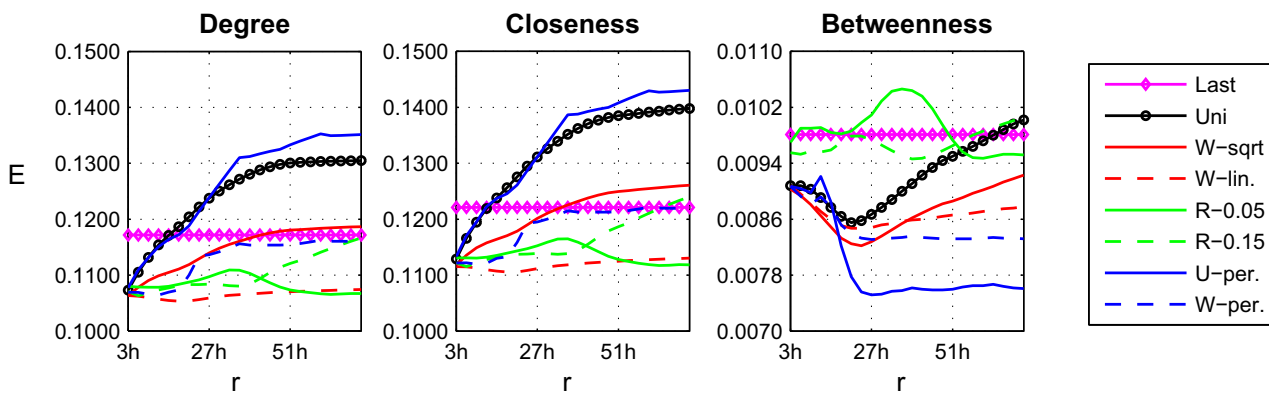 Degree
Closeness
Betweenness
0.1500
0.1400
0.1300
0.1200
0.1100
0.1000
E
3h 27h 51h
r
0.1500
0.1400
0.1300
0.1200
0.1100
0.1000
3h 27h 51h
r
0.0110
0.0102
0.0094
0.0086
0.0078
0.0070
3h 27h 51h
r
Last
Uni
W−sqrt
W−lin.
R−0.05
R−0.15
U−per.
W−per.